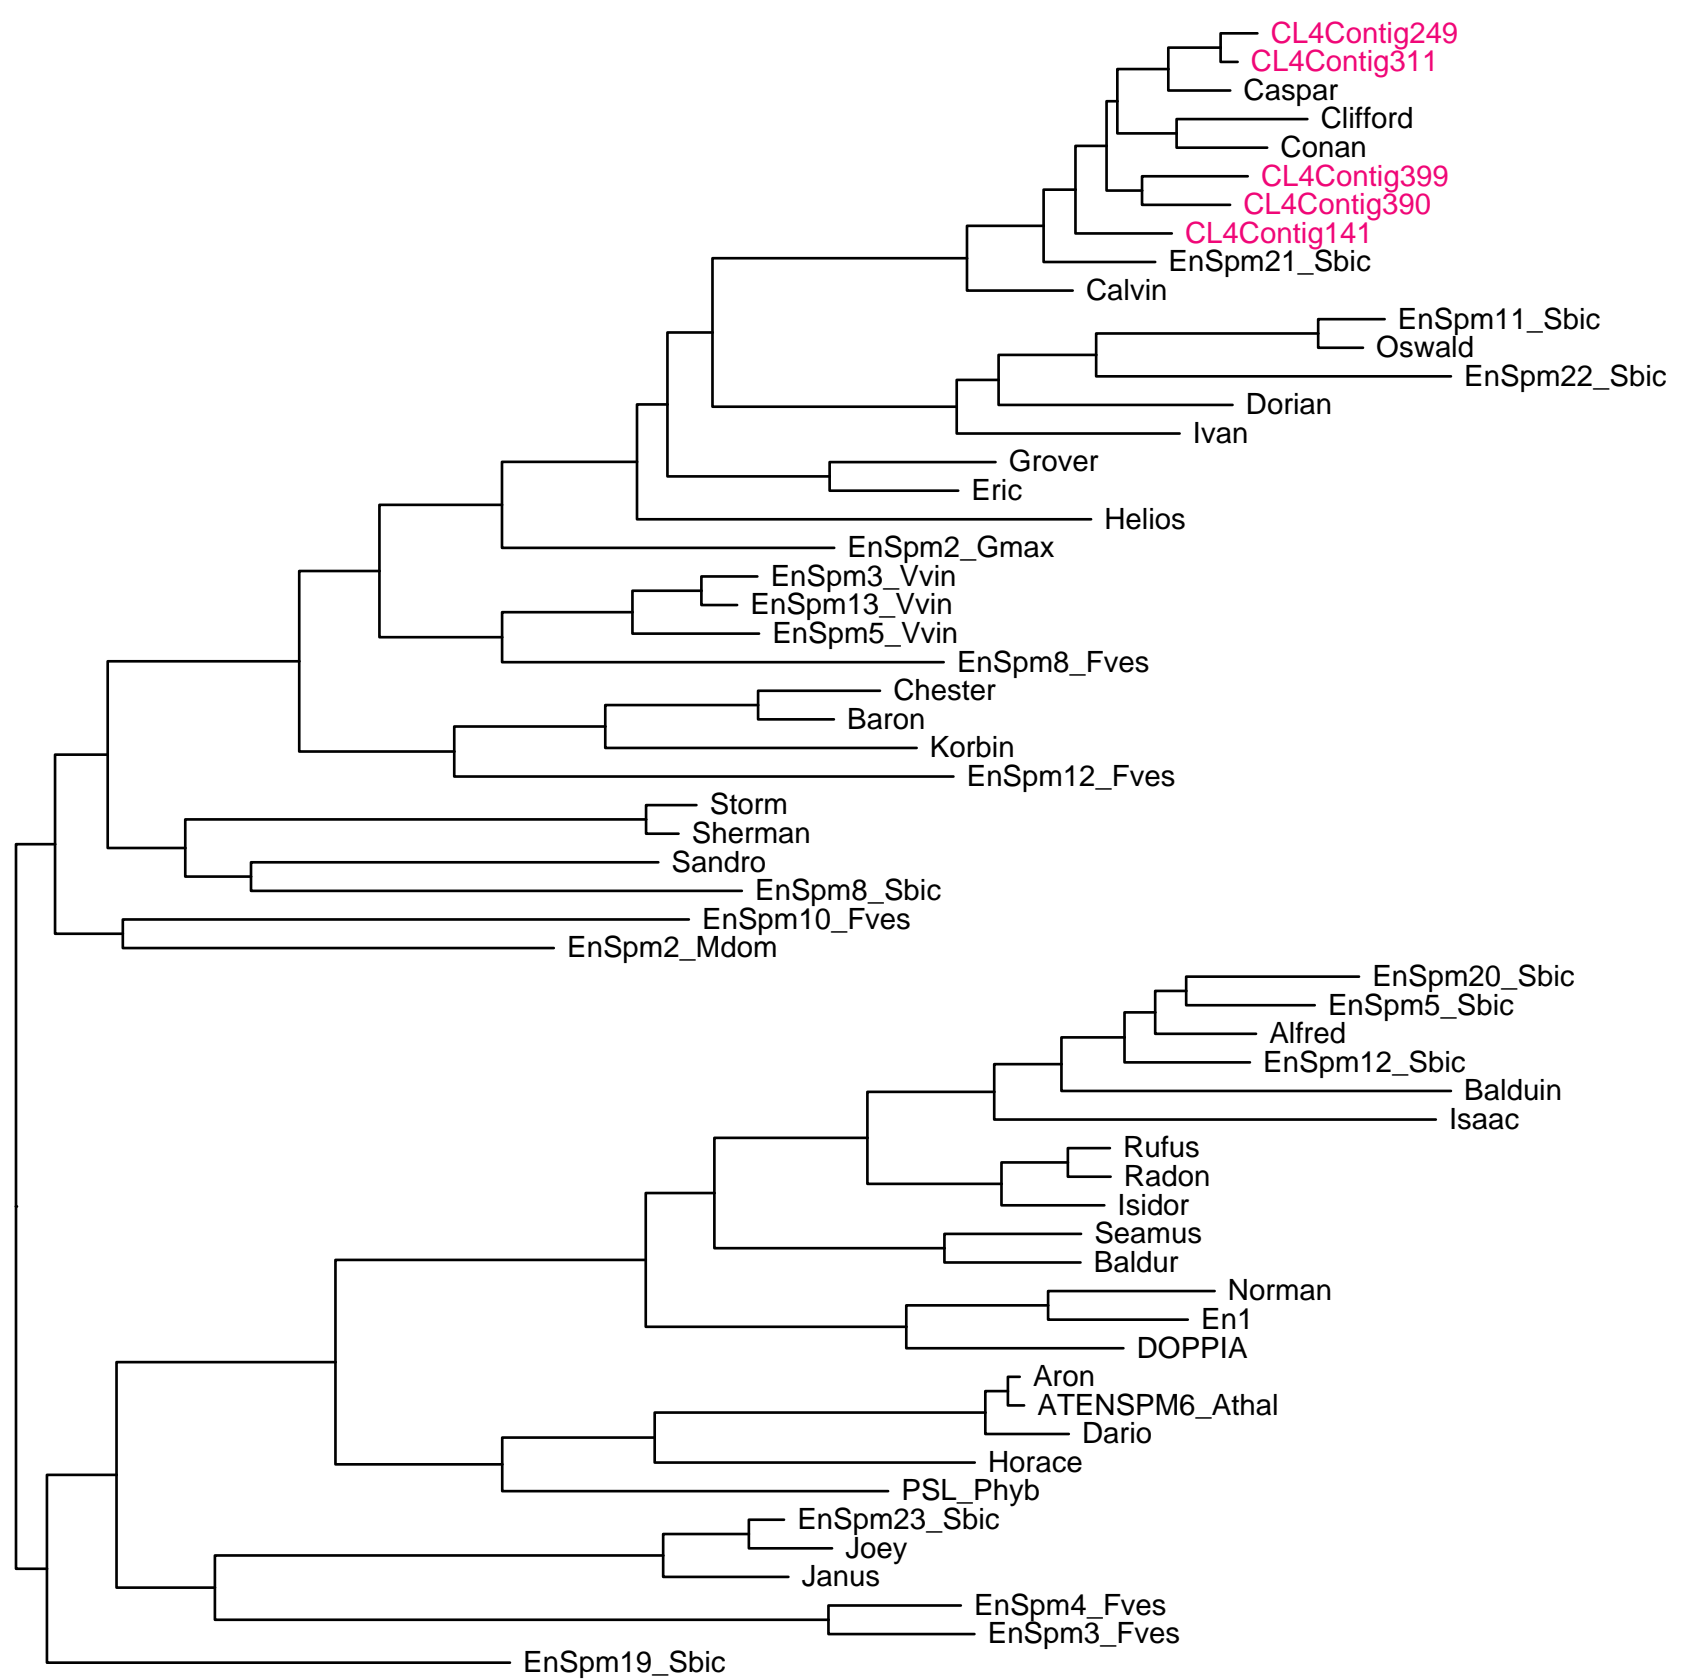 CL4Contig249
CL4Contig311
Caspar
Clifford
Conan
CL4Contig399
CL4Contig390
CL4Contig141
EnSpm21_Sbic
Calvin
EnSpm11_Sbic
Oswald
EnSpm22_Sbic
Dorian
Ivan
Grover
Eric
Helios
EnSpm2_Gmax
EnSpm3_Vvin
EnSpm13_Vvin
EnSpm5_Vvin
EnSpm8_Fves
Chester
Baron
Korbin
EnSpm12_Fves
Storm
Sherman
Sandro
EnSpm8_Sbic
EnSpm10_Fves
EnSpm2_Mdom
EnSpm20_Sbic
EnSpm5_Sbic
Alfred
EnSpm12_Sbic
Balduin
Isaac
Rufus
Radon
Isidor
Seamus
Baldur
Norman
En1
DOPPIA
Aron
ATENSPM6_Athal
Dario
Horace
PSL_Phyb
EnSpm23_Sbic
Joey
Janus
EnSpm4_Fves
EnSpm3_Fves
EnSpm19_Sbic